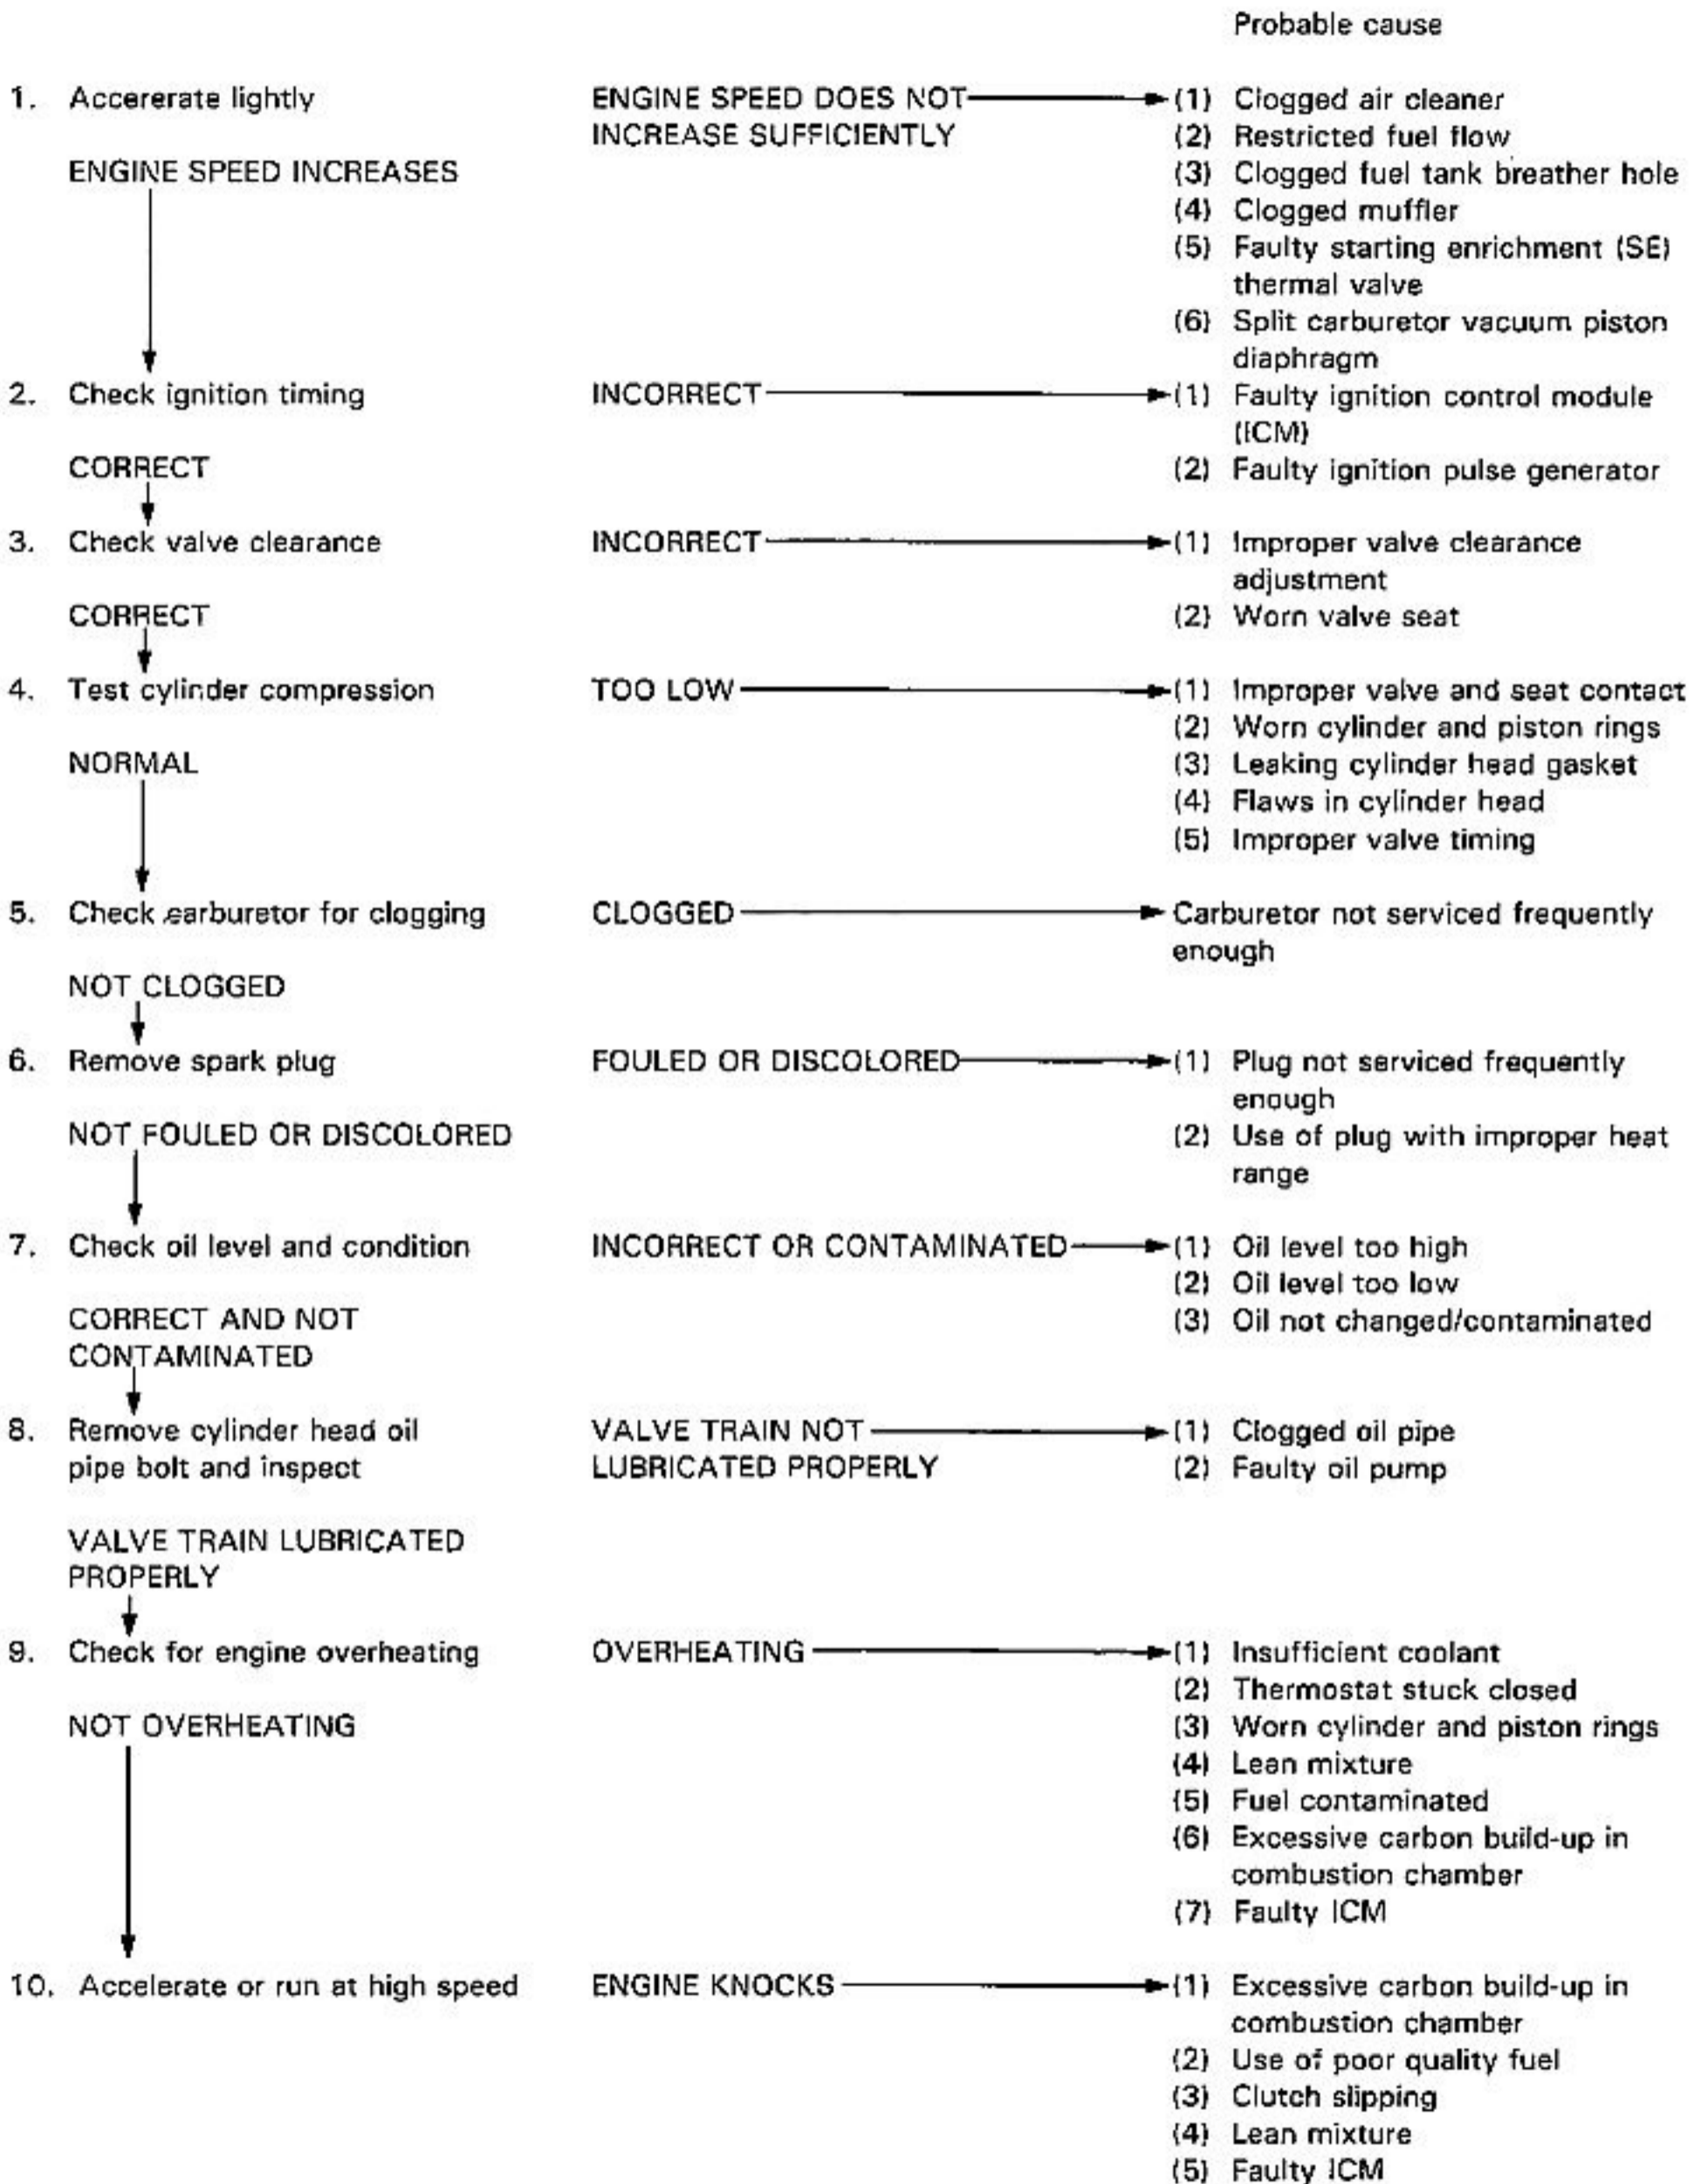 Probable cause
1. Accererate lightly
ENGINE SPEED DOES NOT
INCREASE SUFFICIENTLY
(1) Clogged air cleaner
(2) Restricted fuel flow
(3) Clogged fuel tank breather hole
(4) Clogged muffler
(5) Faulty starting enrichment (SE)
thermal valve
(6) Split carburetor vacuum piston
diaphragm
ENGINE SPEED INCREASES
2. Check ignition timing
INCORRECT
(1) Faulty ignition control module
(ICM)
(2) Faulty ignition pulse generator
CORRECT
3. Check valve clearance
INCORRECT
(1) Improper valve clearance
adjustment
(2) Worn valve seat
CORRECT
4. Test cylinder compression
TOO LOW
(1) Improper valve and seat contact
(2) Worn cylinder and piston rings
(3) Leaking cylinder head gasket
(4) Flaws in cylinder head
(5) Improper valve timing
NORMAL
5. Check carburetor for clogging
CLOGGED
Carburetor not serviced frequently
enough
NOT CLOGGED
6. Remove spark plug
FOULED OR DISCOLORED
(1) Plug not serviced frequently
enough
(2) Use of plug with improper heat
range
NOT FOULED OR DISCOLORED
7. Check oil level and condition
INCORRECT OR CONTAMINATED
(1) Oil level too high
(2) Oil level too low
(3) Oil not changed/contaminated
CORRECT AND NOT
CONTAMINATED
8. Remove cylinder head oil
pipe bolt and inspect
VALVE TRAIN NOT
LUBRICATED PROPERLY
(1) Clogged oil pipe
(2) Faulty oil pump
VALVE TRAIN LUBRICATED
PROPERLY
9. Check for engine overheating
OVERHEATING
(1) Insufficient coolant
(2) Thermostat stuck closed
(3) Worn cylinder and piston rings
(4) Lean mixture
(5) Fuel contaminated
(6) Excessive carbon build-up in
combustion chamber
(7) Faulty ICM
NOT OVERHEATING
10. Accelerate or run at high speed
ENGINE KNOCKS
(1) Excessive carbon build-up in
combustion chamber
(2) Use of poor quality fuel
(3) Clutch slipping
(4) Lean mixture
(5) Faulty ICM